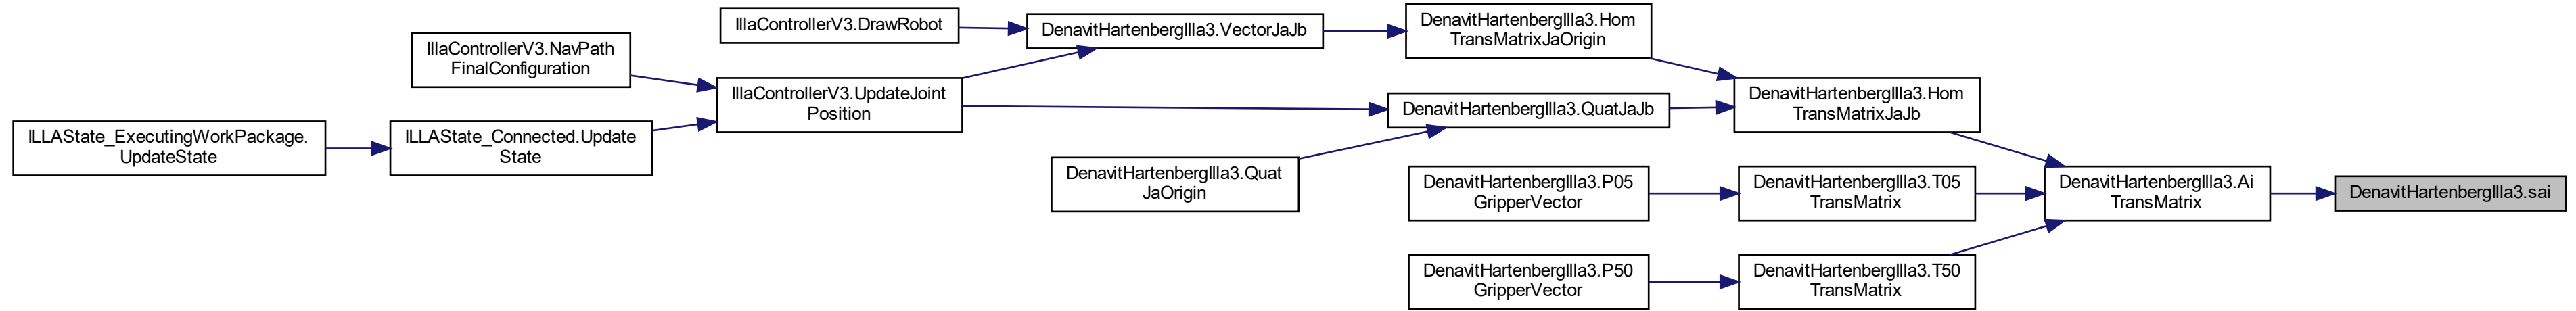 IllaControllerV3.DrawRobot
DenavitHartenbergIlla3.VectorJaJb
DenavitHartenbergIlla3.Hom
TransMatrixJaOrigin
IllaControllerV3.NavPath
FinalConfiguration
IllaControllerV3.UpdateJoint
Position
DenavitHartenbergIlla3.QuatJaJb
DenavitHartenbergIlla3.Hom
TransMatrixJaJb
ILLAState_ExecutingWorkPackage.
UpdateState
ILLAState_Connected.Update
State
DenavitHartenbergIlla3.Quat
JaOrigin
DenavitHartenbergIlla3.P05
GripperVector
DenavitHartenbergIlla3.T05
TransMatrix
DenavitHartenbergIlla3.Ai
TransMatrix
DenavitHartenbergIlla3.sai
DenavitHartenbergIlla3.P50
GripperVector
DenavitHartenbergIlla3.T50
TransMatrix